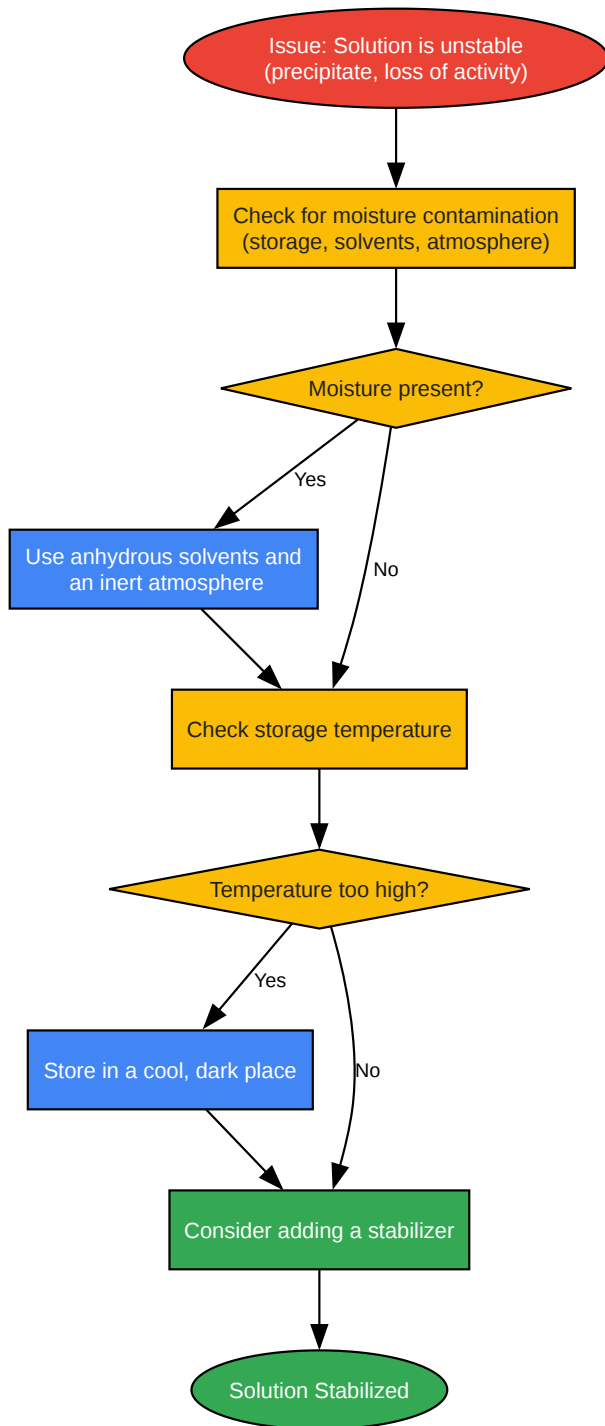 Issue: Solution is unstable
(precipitate, loss of activity)
Check for moisture contamination
(storage, solvents, atmosphere)
Moisture present?
Yes
Use anhydrous solvents and
an inert atmosphere
No
Check storage temperature
Temperature too high?
Yes
Store in a cool, dark place
No
Consider adding a stabilizer
Solution Stabilized